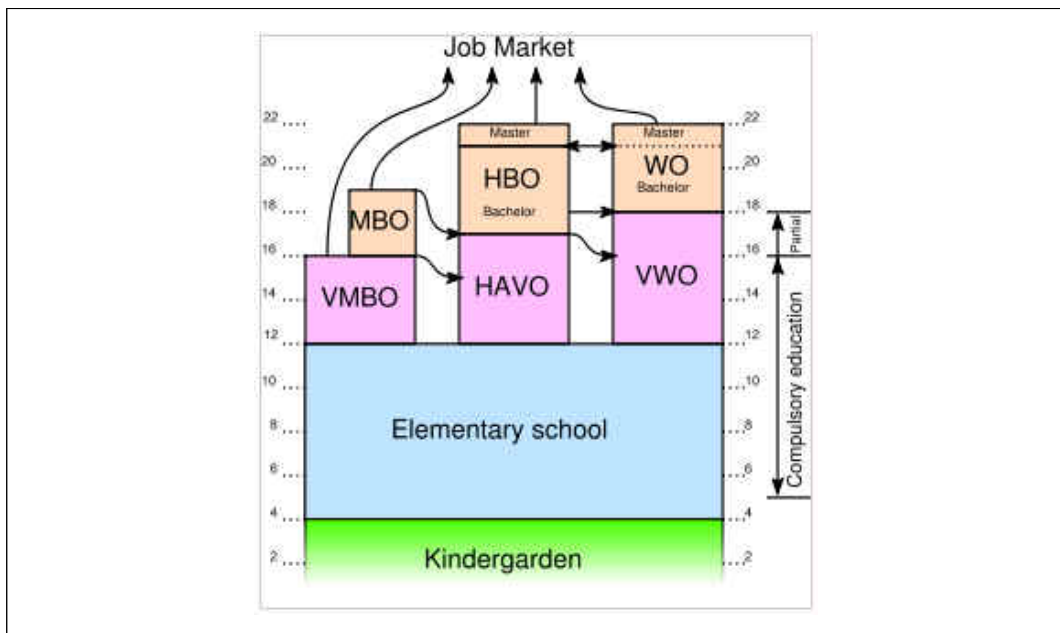 Job Market
22
22
Master
Master
20
HBO
WO
20
Bachelor
18
MBO
Bachelor
18
Partial
16
16
VMBO
HAVO
VWO
14
14
12
12
Compulsory education
10
10
8
Elementary school
8
6
6
4
4
2
Kindergarden
2